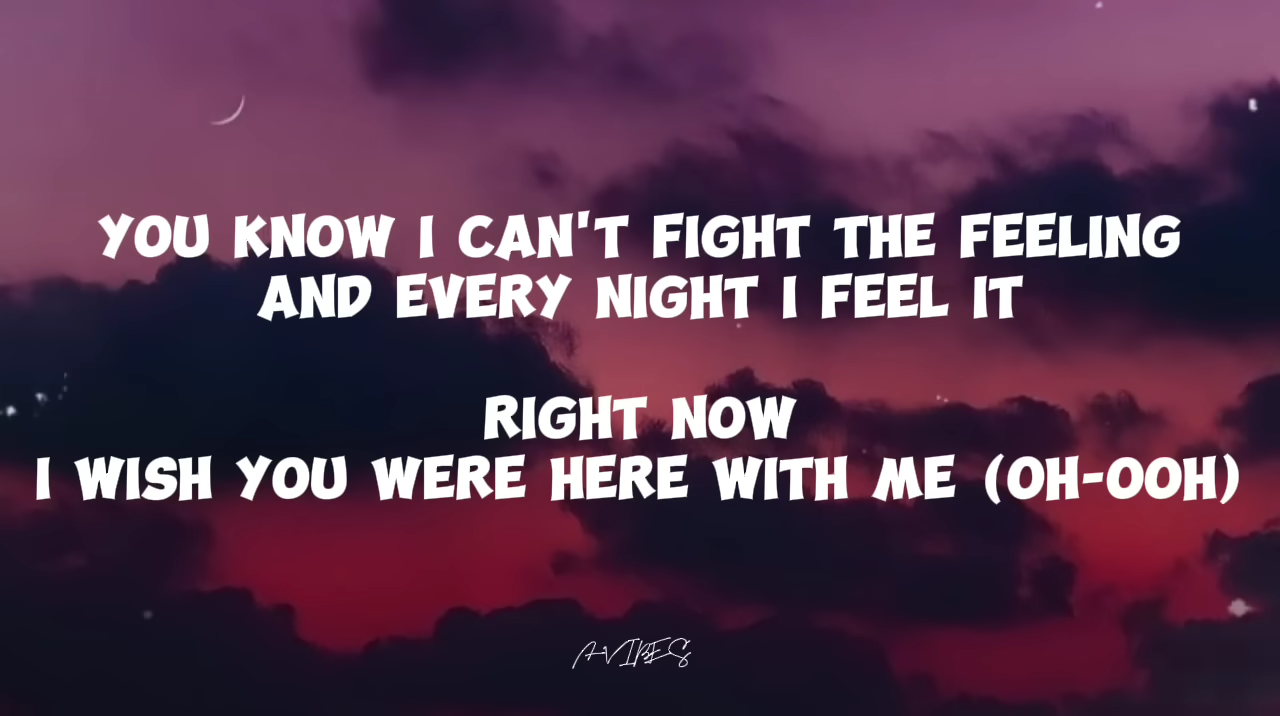 YOU KNOW I CAN'T FIGHT THE FEELING
AND EVERY NIGHT I FEEL IT
RIGHT NOW
I WISH YOU WERE HERE WITH ME (OH-OOH)
AVIBES